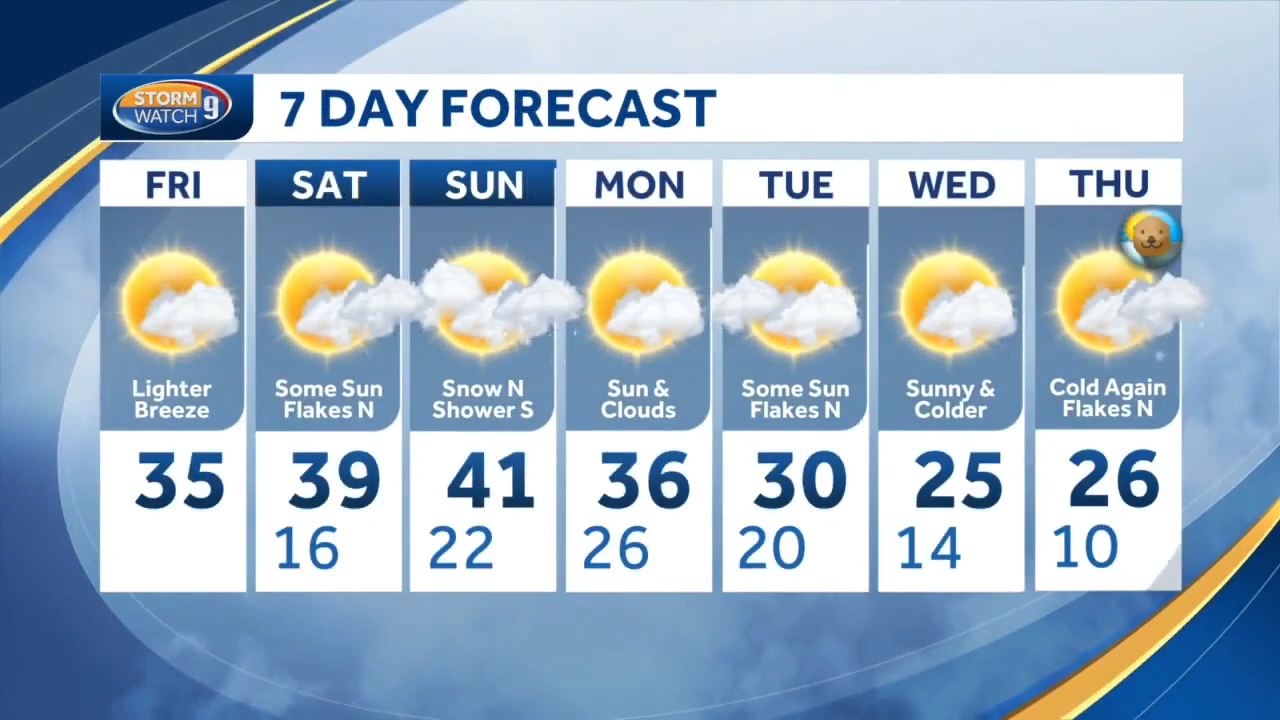 STORM
WATCH 9
7 DAY FORECAST
FRI
SAT
SUN
MON
TUE
WED
THU
Lighter
Breeze
Some Sun
Flakes N
Snow N
Shower S
Sun &
Clouds
Some Sun
Flakes N
Sunny &
Colder
Cold Again
Flakes N
35
39
41
36
30
25
26
16
22
26
20
14
10